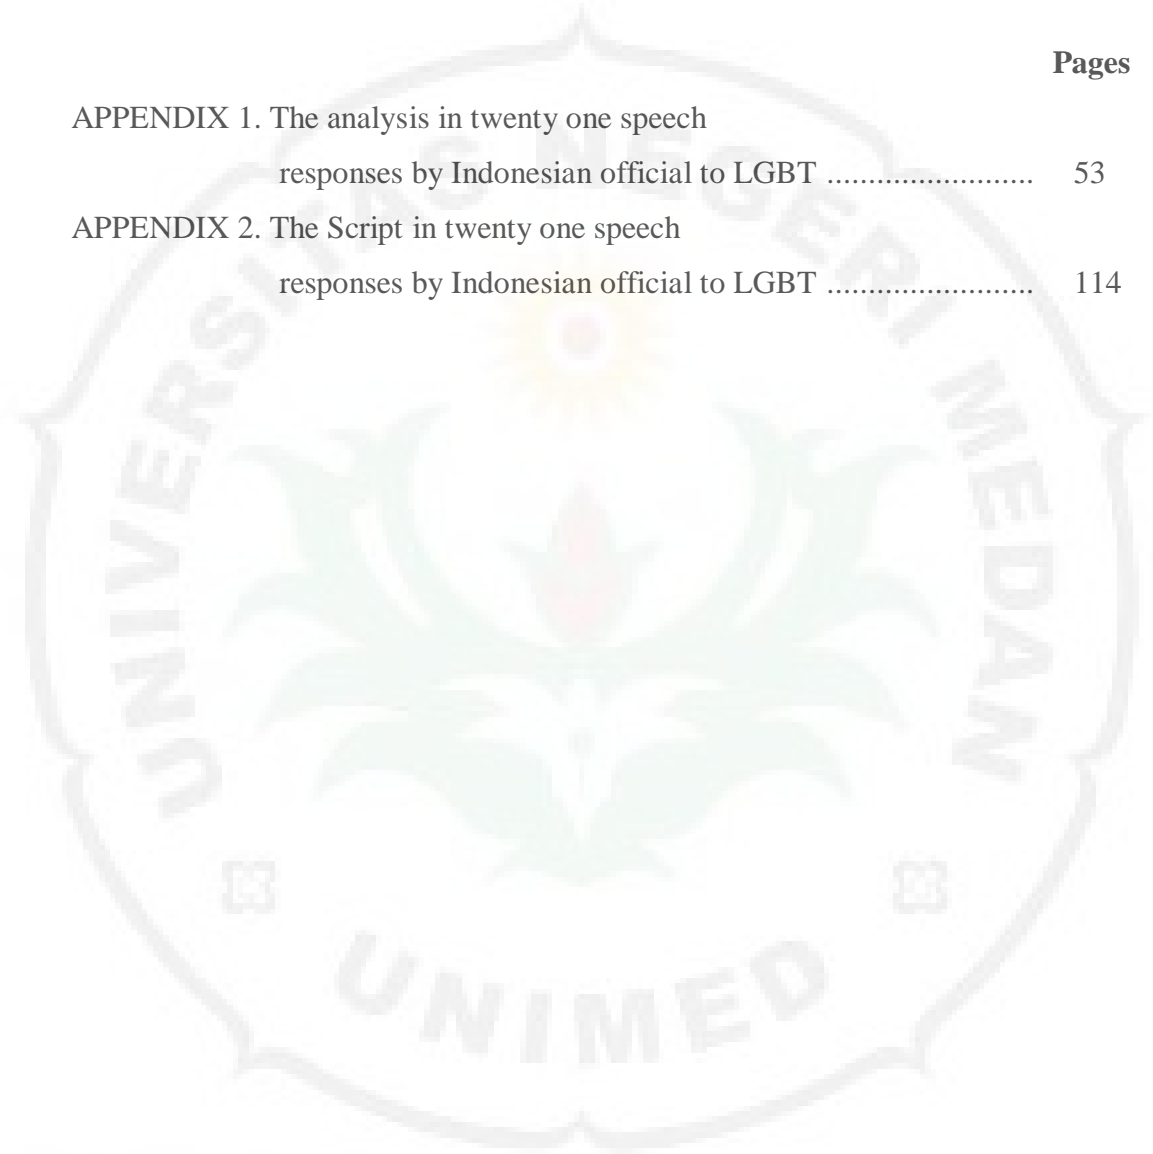 Pages
APPENDIX 1. The analysis in twenty one speech
responses by Indonesian official to LGBT ......................... 53
APPENDIX 2. The Script in twenty one speech
responses by Indonesian official to LGBT ......................... 114
UNIVERSITAS NEGERI MEDAN
UNIMED